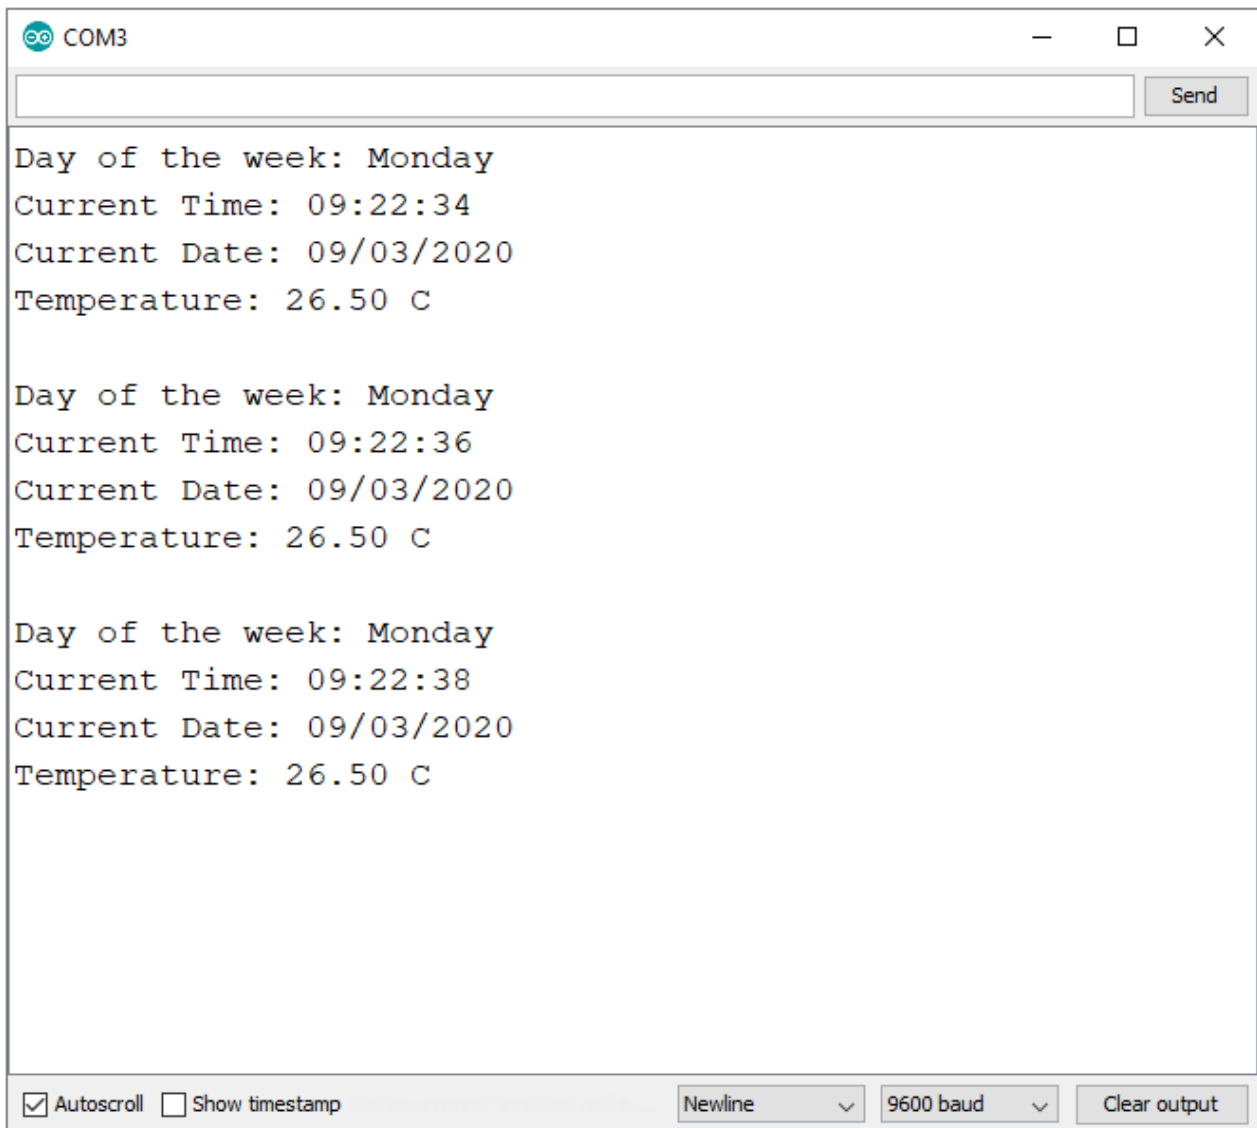 COM3
Send
Day of the week: Monday
Current Time: 09:22:34
Current Date: 09/03/2020
Temperature: 26.50 C
Day of the week: Monday
Current Time: 09:22:36
Current Date: 09/03/2020
Temperature: 26.50 C
Day of the week: Monday
Current Time: 09:22:38
Current Date: 09/03/2020
Temperature: 26.50 C
Autoscroll Show timestamp Newline 9600 baud Clear output